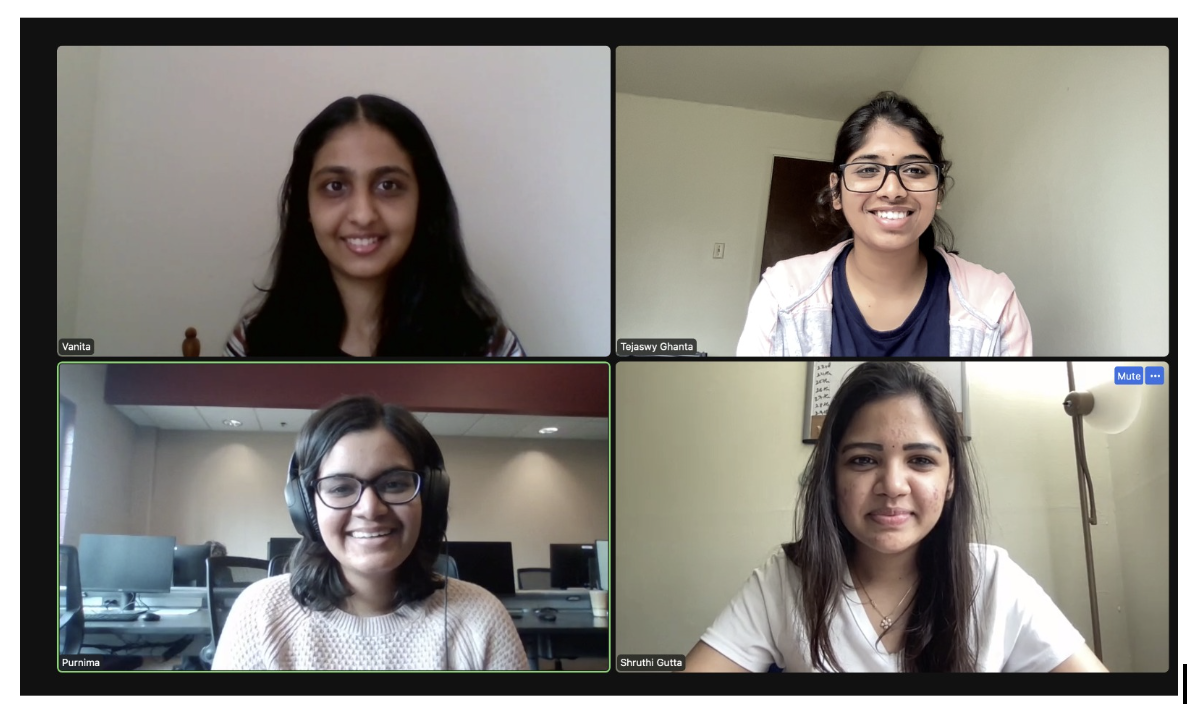 Vanita
Tejaswy Ghanta
Mute
Purnima
Shruthi Gutta